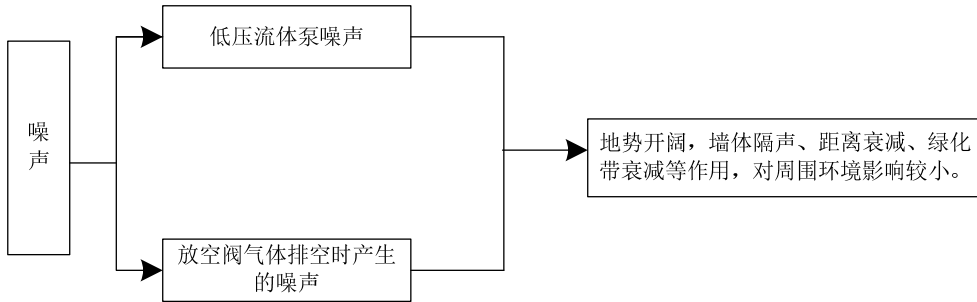 噪
声
低压流体泵噪声
放空阀气体排空时产生
的噪声
地势开阔，墙体隔声、距离衰减、绿化
带衰减等作用，对周围环境影响较小。